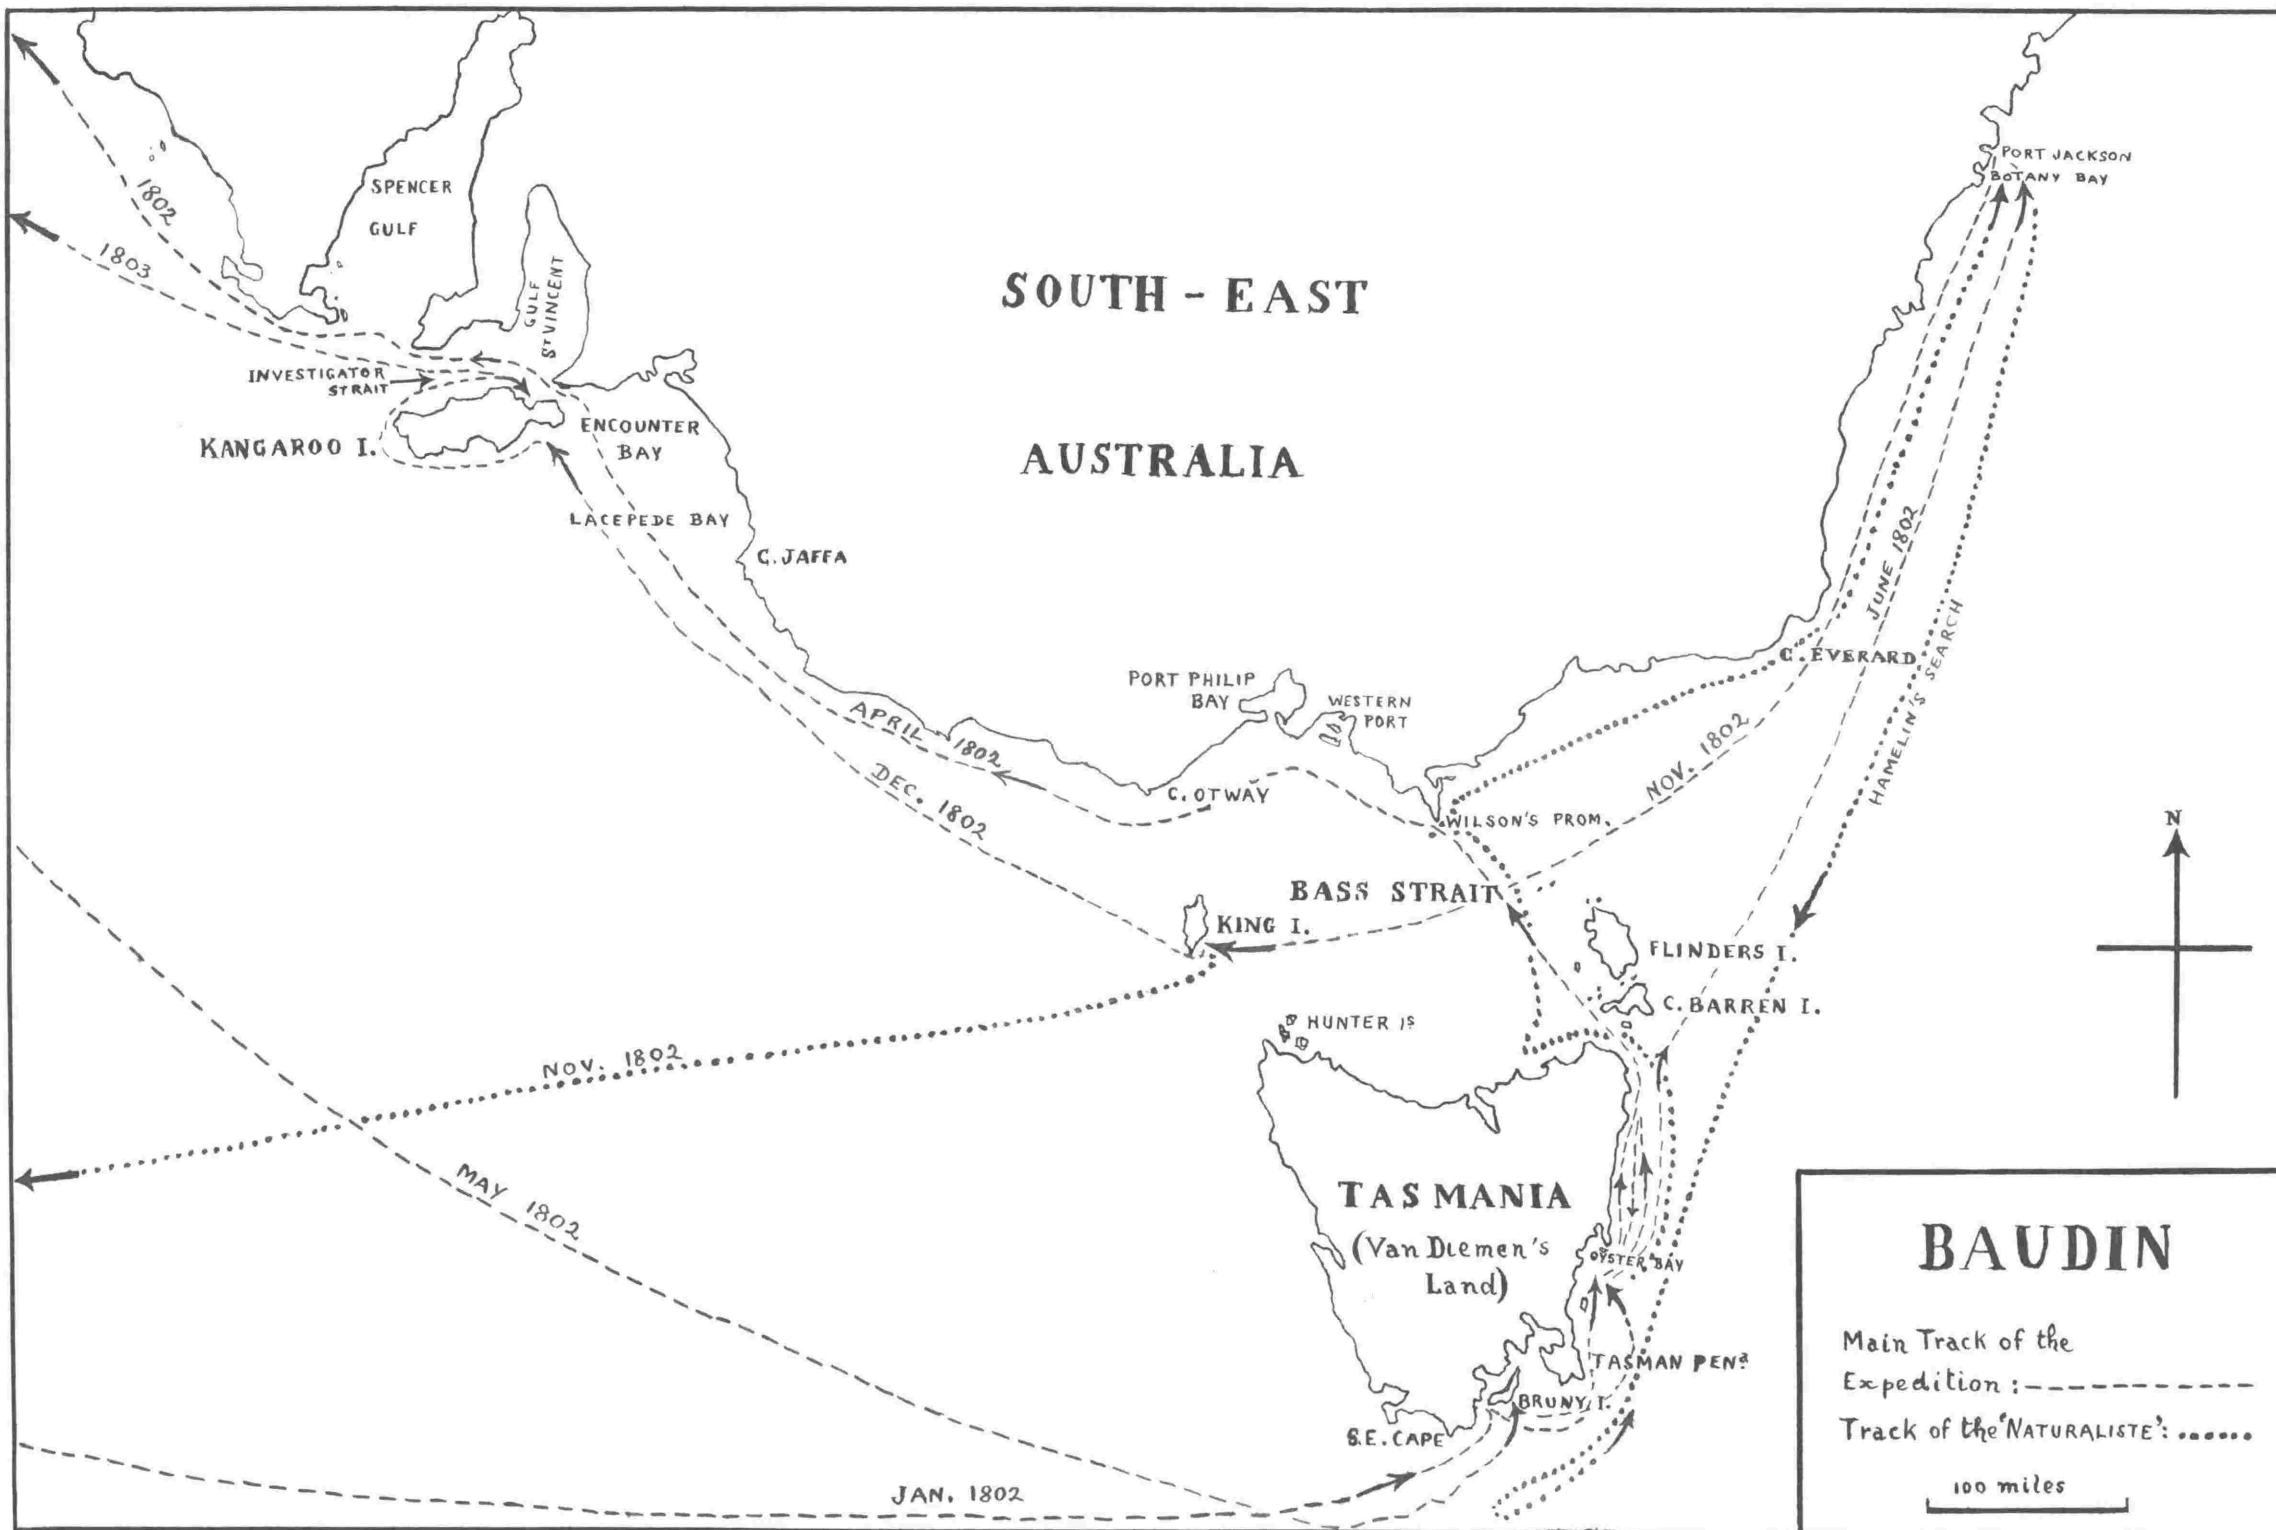 PORT JACKSON
BOTANY BAY
1802
SPENCER
GULF
1803
GULF
ST VINCENT
SOUTH - EAST
AUSTRALIA
INVESTIGATOR
STRAIT
KANGAROO I.
ENCOUNTER
BAY
LACEPEDE BAY
C. JAFFA
JUNE 1802
HAMELIN'S SEARCH
C. EVERARD
PORT PHILIP
BAY
WESTERN
PORT
APRIL 1802
DEC. 1802
C. OTWAY
NOV. 1802
WILSON'S PROM.
N
BASS STRAIT
KING I.
FLINDERS I.
C. BARREN I.
HUNTER IS
NOV. 1802
MAY 1802
TASMANIA
(Van Diemen's
Land)
OYSTER BAY
TASMAN PENA.
BRUNY I.
S.E. CAPE
JAN. 1802
BAUDIN
Main Track of the
Expedition :
Track of the 'NATURALISTE':
100 miles